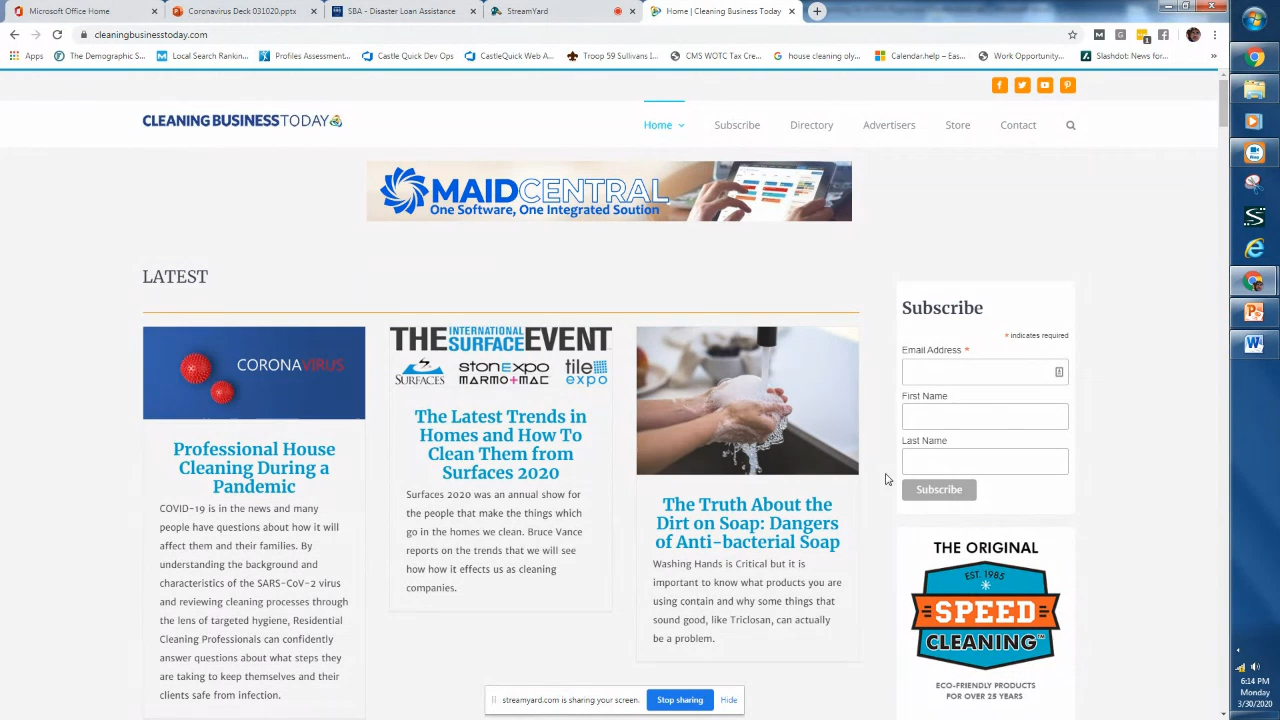 Microsoft Office Home
Coronavirus Deck 031020.pptx
SBA - Disaster Loan Assistance
StreamYard
Home | Cleaning Business Today
cleaningbusinesstoday.com
Apps
The Demographic S...
Local Search Rankin...
Profiles Assessment...
Castle Quick Dev Ops
CastleQuick Web A...
Troop 59 Sullivans I...
CMS WOTC Tax Cre...
house cleaning oly...
Calendar.help – Eas...
Work Opportunity...
Slashdot: News for...
»
CLEANING BUSINESS TODAY
Home
Subscribe
Directory
Advertisers
Store
Contact
MAIDCENTRAL
One Software, One Integrated Soution
LATEST
CORONAVIRUS
Professional House
Cleaning During a
Pandemic
COVID-19 is in the news and many
people have questions about how it will
affect them and their families. By
understanding the background and
characteristics of the SARS-CoV-2 virus
and reviewing cleaning processes through
the lens of targeted hygiene, Residential
Cleaning Professionals can confidently
answer questions about what steps they
are taking to keep themselves and their
clients safe from infection.
THE INTERNATIONAL SURFACE EVENT
SURFACES
stonExpo
MARMO+MAC
tile
expo
The Latest Trends in
Homes and How To
Clean Them from
Surfaces 2020
Surfaces 2020 was an annual show for
the people that make the things which
go in the homes we clean. Bruce Vance
reports on the trends that we will see
how how it effects us as cleaning
companies.
The Truth About the
Dirt on Soap: Dangers
of Anti-bacterial Soap
Washing Hands is Critical but it is
important to know what products you are
using contain and why some things that
sound good, like Triclosan, can actually
be a problem.
Subscribe
* indicates required
Email Address *
First Name
Last Name
Subscribe
THE ORIGINAL
EST. 1985
SPEED
CLEANING™
ECO-FRIENDLY PRODUCTS
FOR OVER 25 YEARS
streamyard.com is sharing your screen.
Stop sharing
Hide
6:14 PM
Monday
3/30/2020